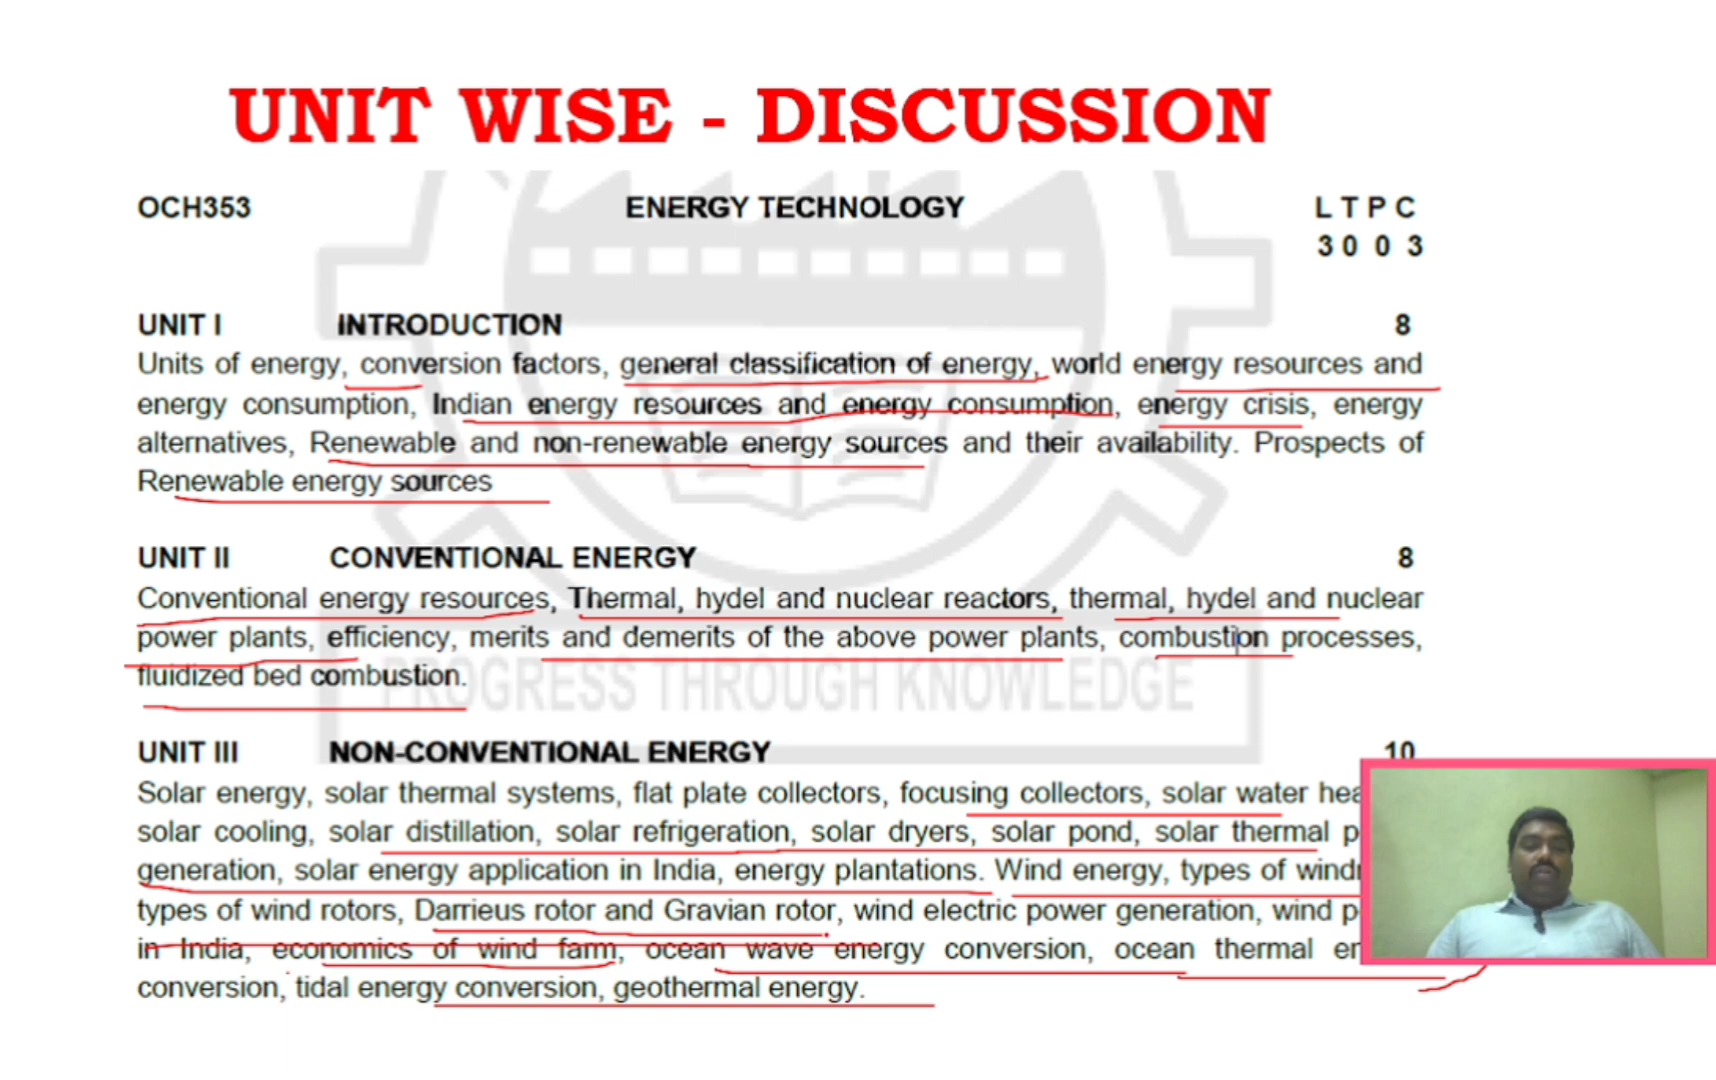 UNIT WISE - DISCUSSION
OCH353 ENERGY TECHNOLOGY L T P C
3 0 0 3
UNIT I INTRODUCTION 8
Units of energy, conversion factors, general classification of energy, world energy resources and
energy consumption, Indian energy resources and energy consumption, energy crisis, energy
alternatives, Renewable and non-renewable energy sources and their availability. Prospects of
Renewable energy sources
UNIT II CONVENTIONAL ENERGY 8
Conventional energy resources, Thermal, hydel and nuclear reactors, thermal, hydel and nuclear
power plants, efficiency, merits and demerits of the above power plants, combustion processes,
fluidized bed combustion.
PROGRESS THROUGH KNOWLEDGE
UNIT III NON-CONVENTIONAL ENERGY 10
Solar energy, solar thermal systems, flat plate collectors, focusing collectors, solar water
solar cooling, solar distillation, solar refrigeration, solar dryers, solar pond, solar thermal
generation, solar energy application in India, energy plantations. Wind energy, types of
types of wind rotors, Darrieus rotor and Gravian rotor, wind electric power generation, wind
in India, economics of wind farm, ocean wave energy conversion, ocean thermal
conversion, tidal energy conversion, geothermal energy.